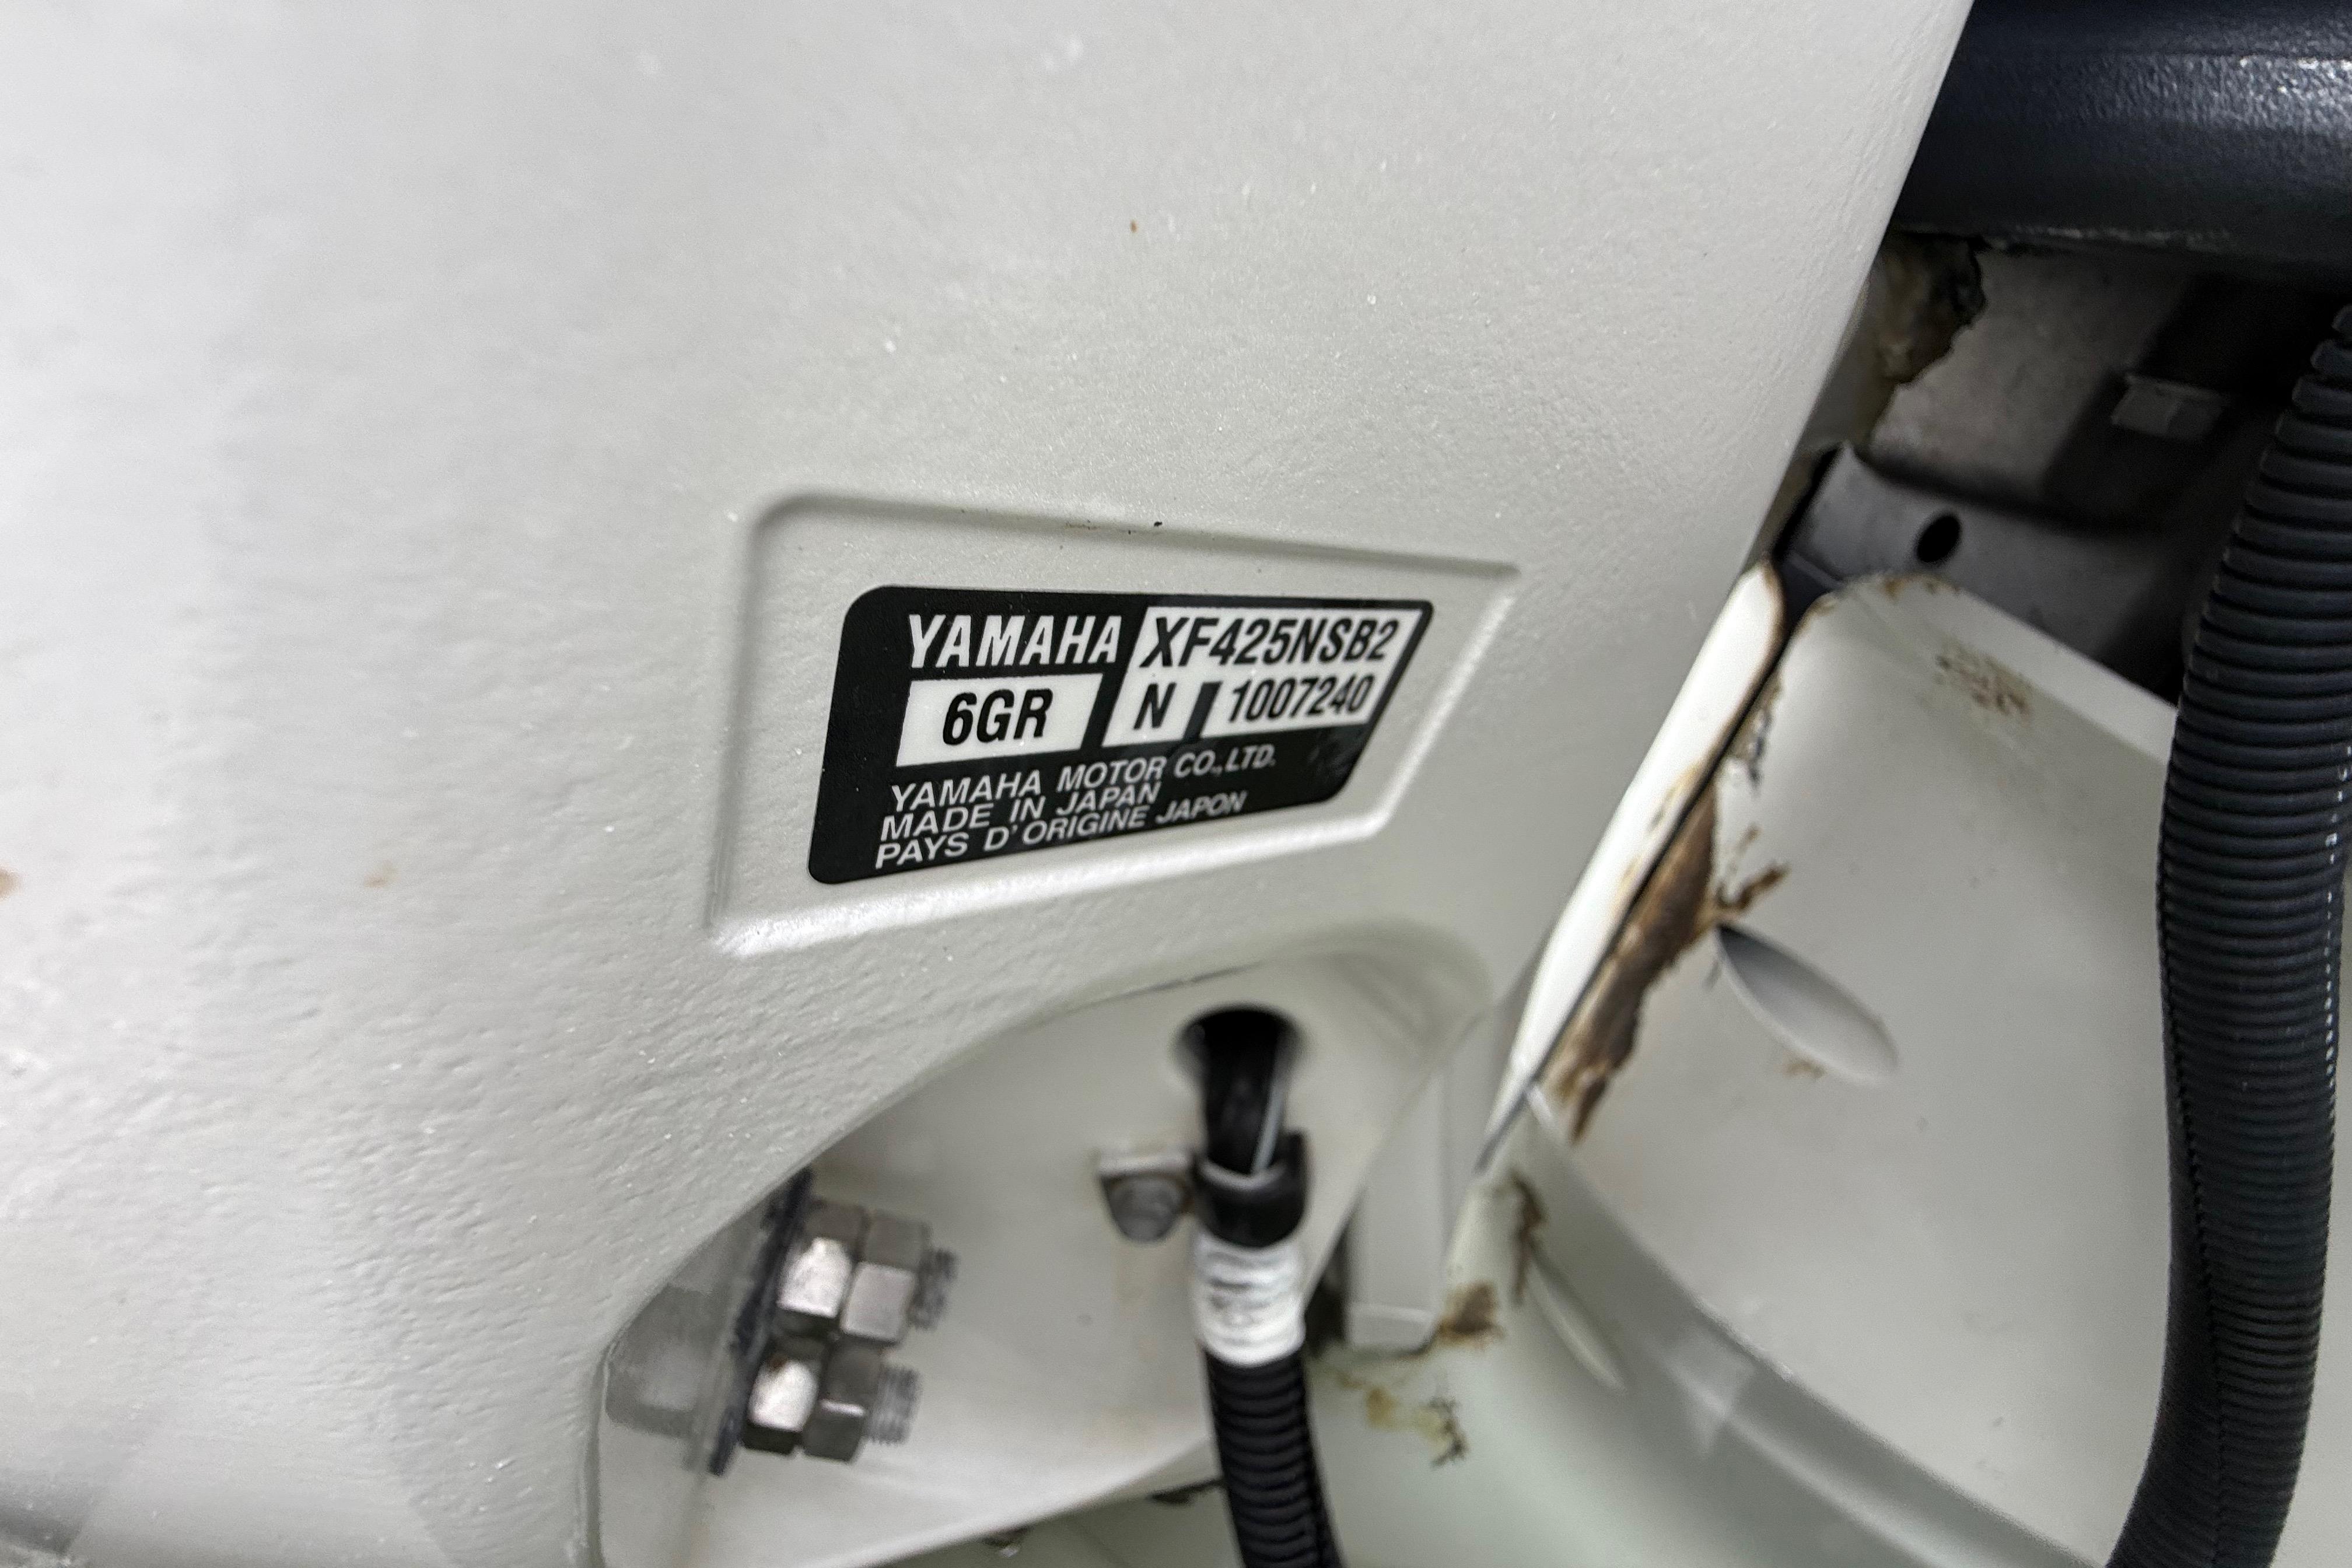 YAMAHA XF425NSB2
6GR N 1007240
YAMAHA MOTOR CO.,LTD.
MADE IN JAPAN
PAYS D'ORIGINE JAPON